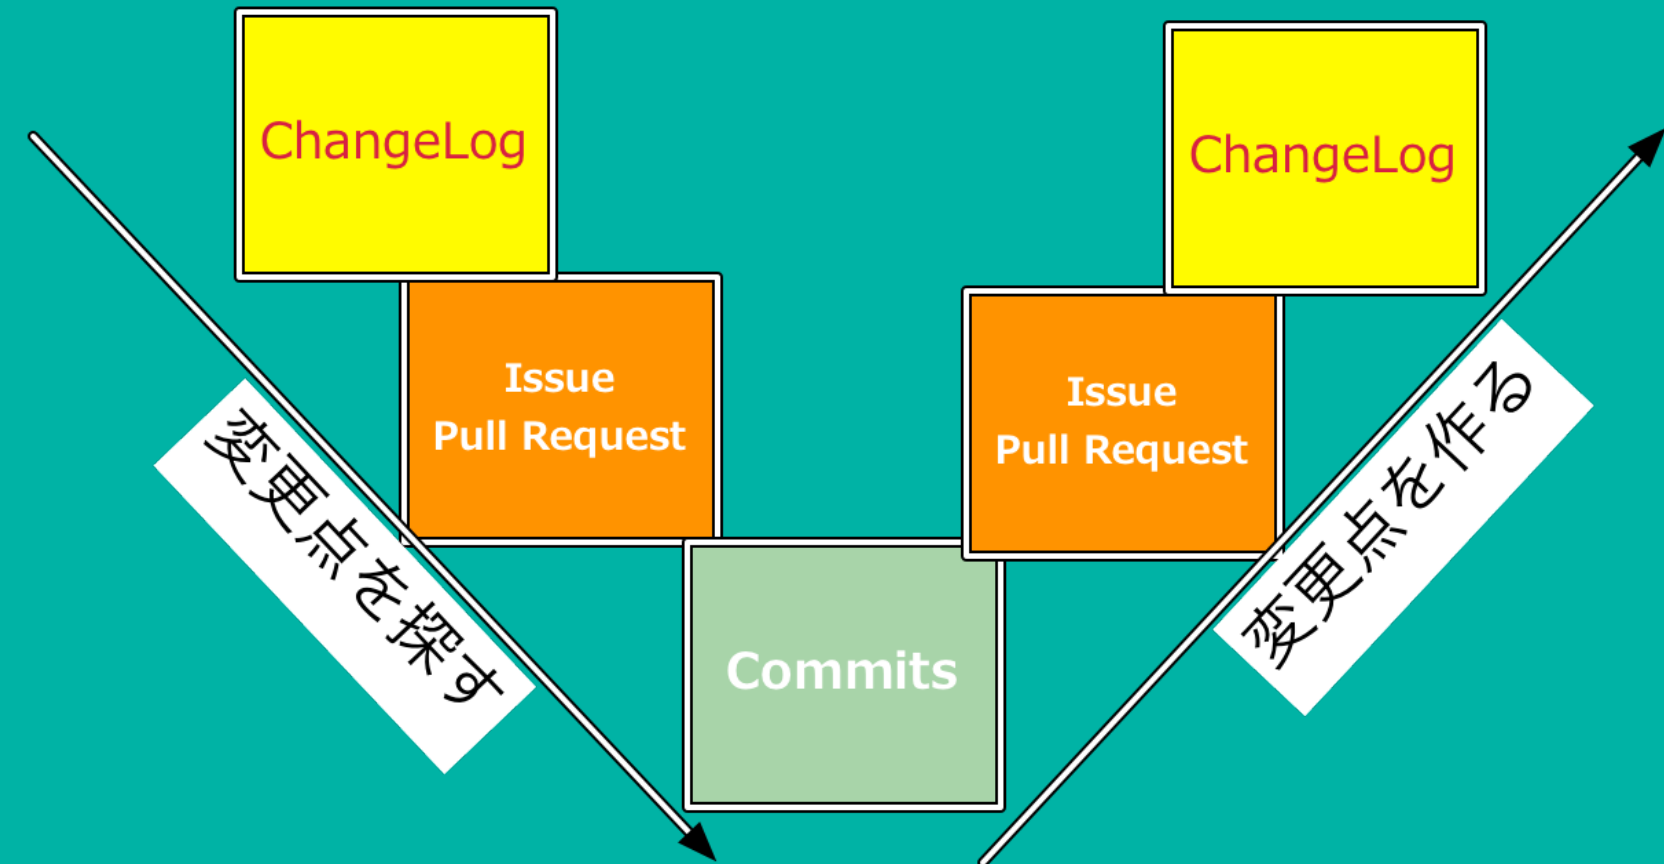 ChangeLog
Issue
Pull Request
変更点を探す
Commits
ChangeLog
Issue
Pull Request
変更点を作る